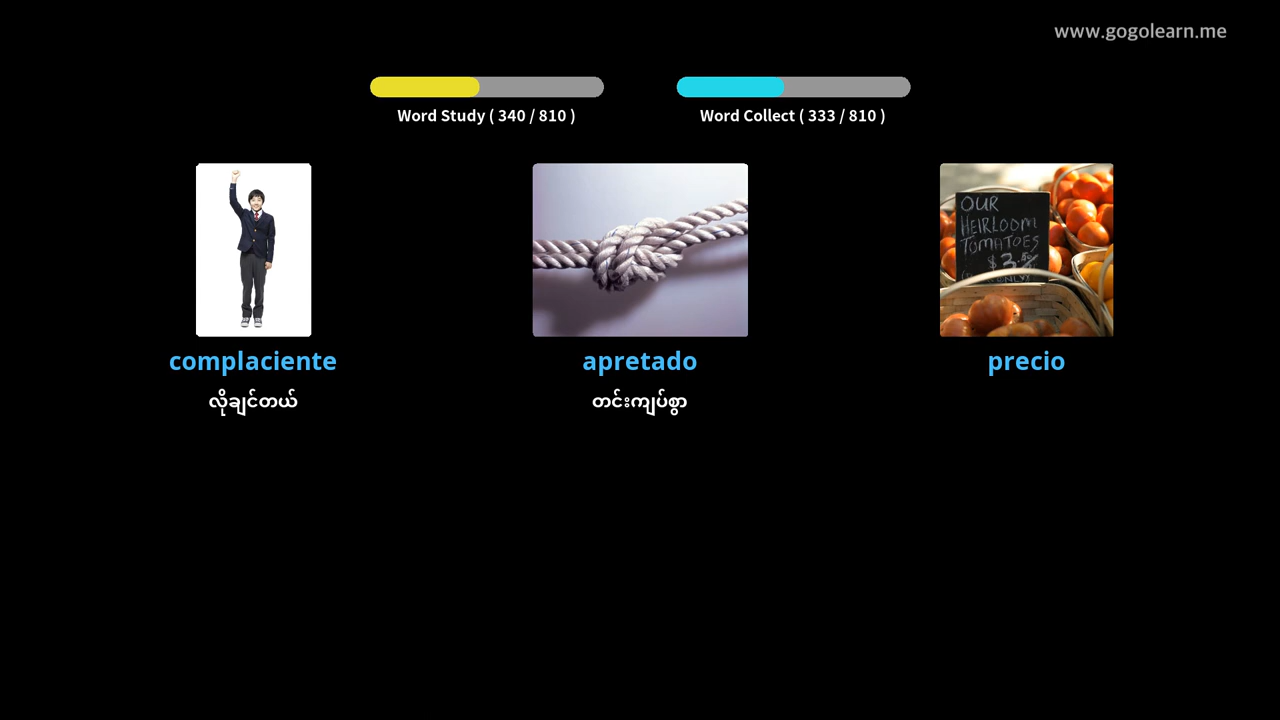 www.gogolearn.me
Word Study ( 340 / 810 )
Word Collect ( 333 / 810 )
OUR
HEIRLOOM
TOMATOES
complaciente
apretado
precio
လိုချင်တယ်
တင်းကျပ်စွာ